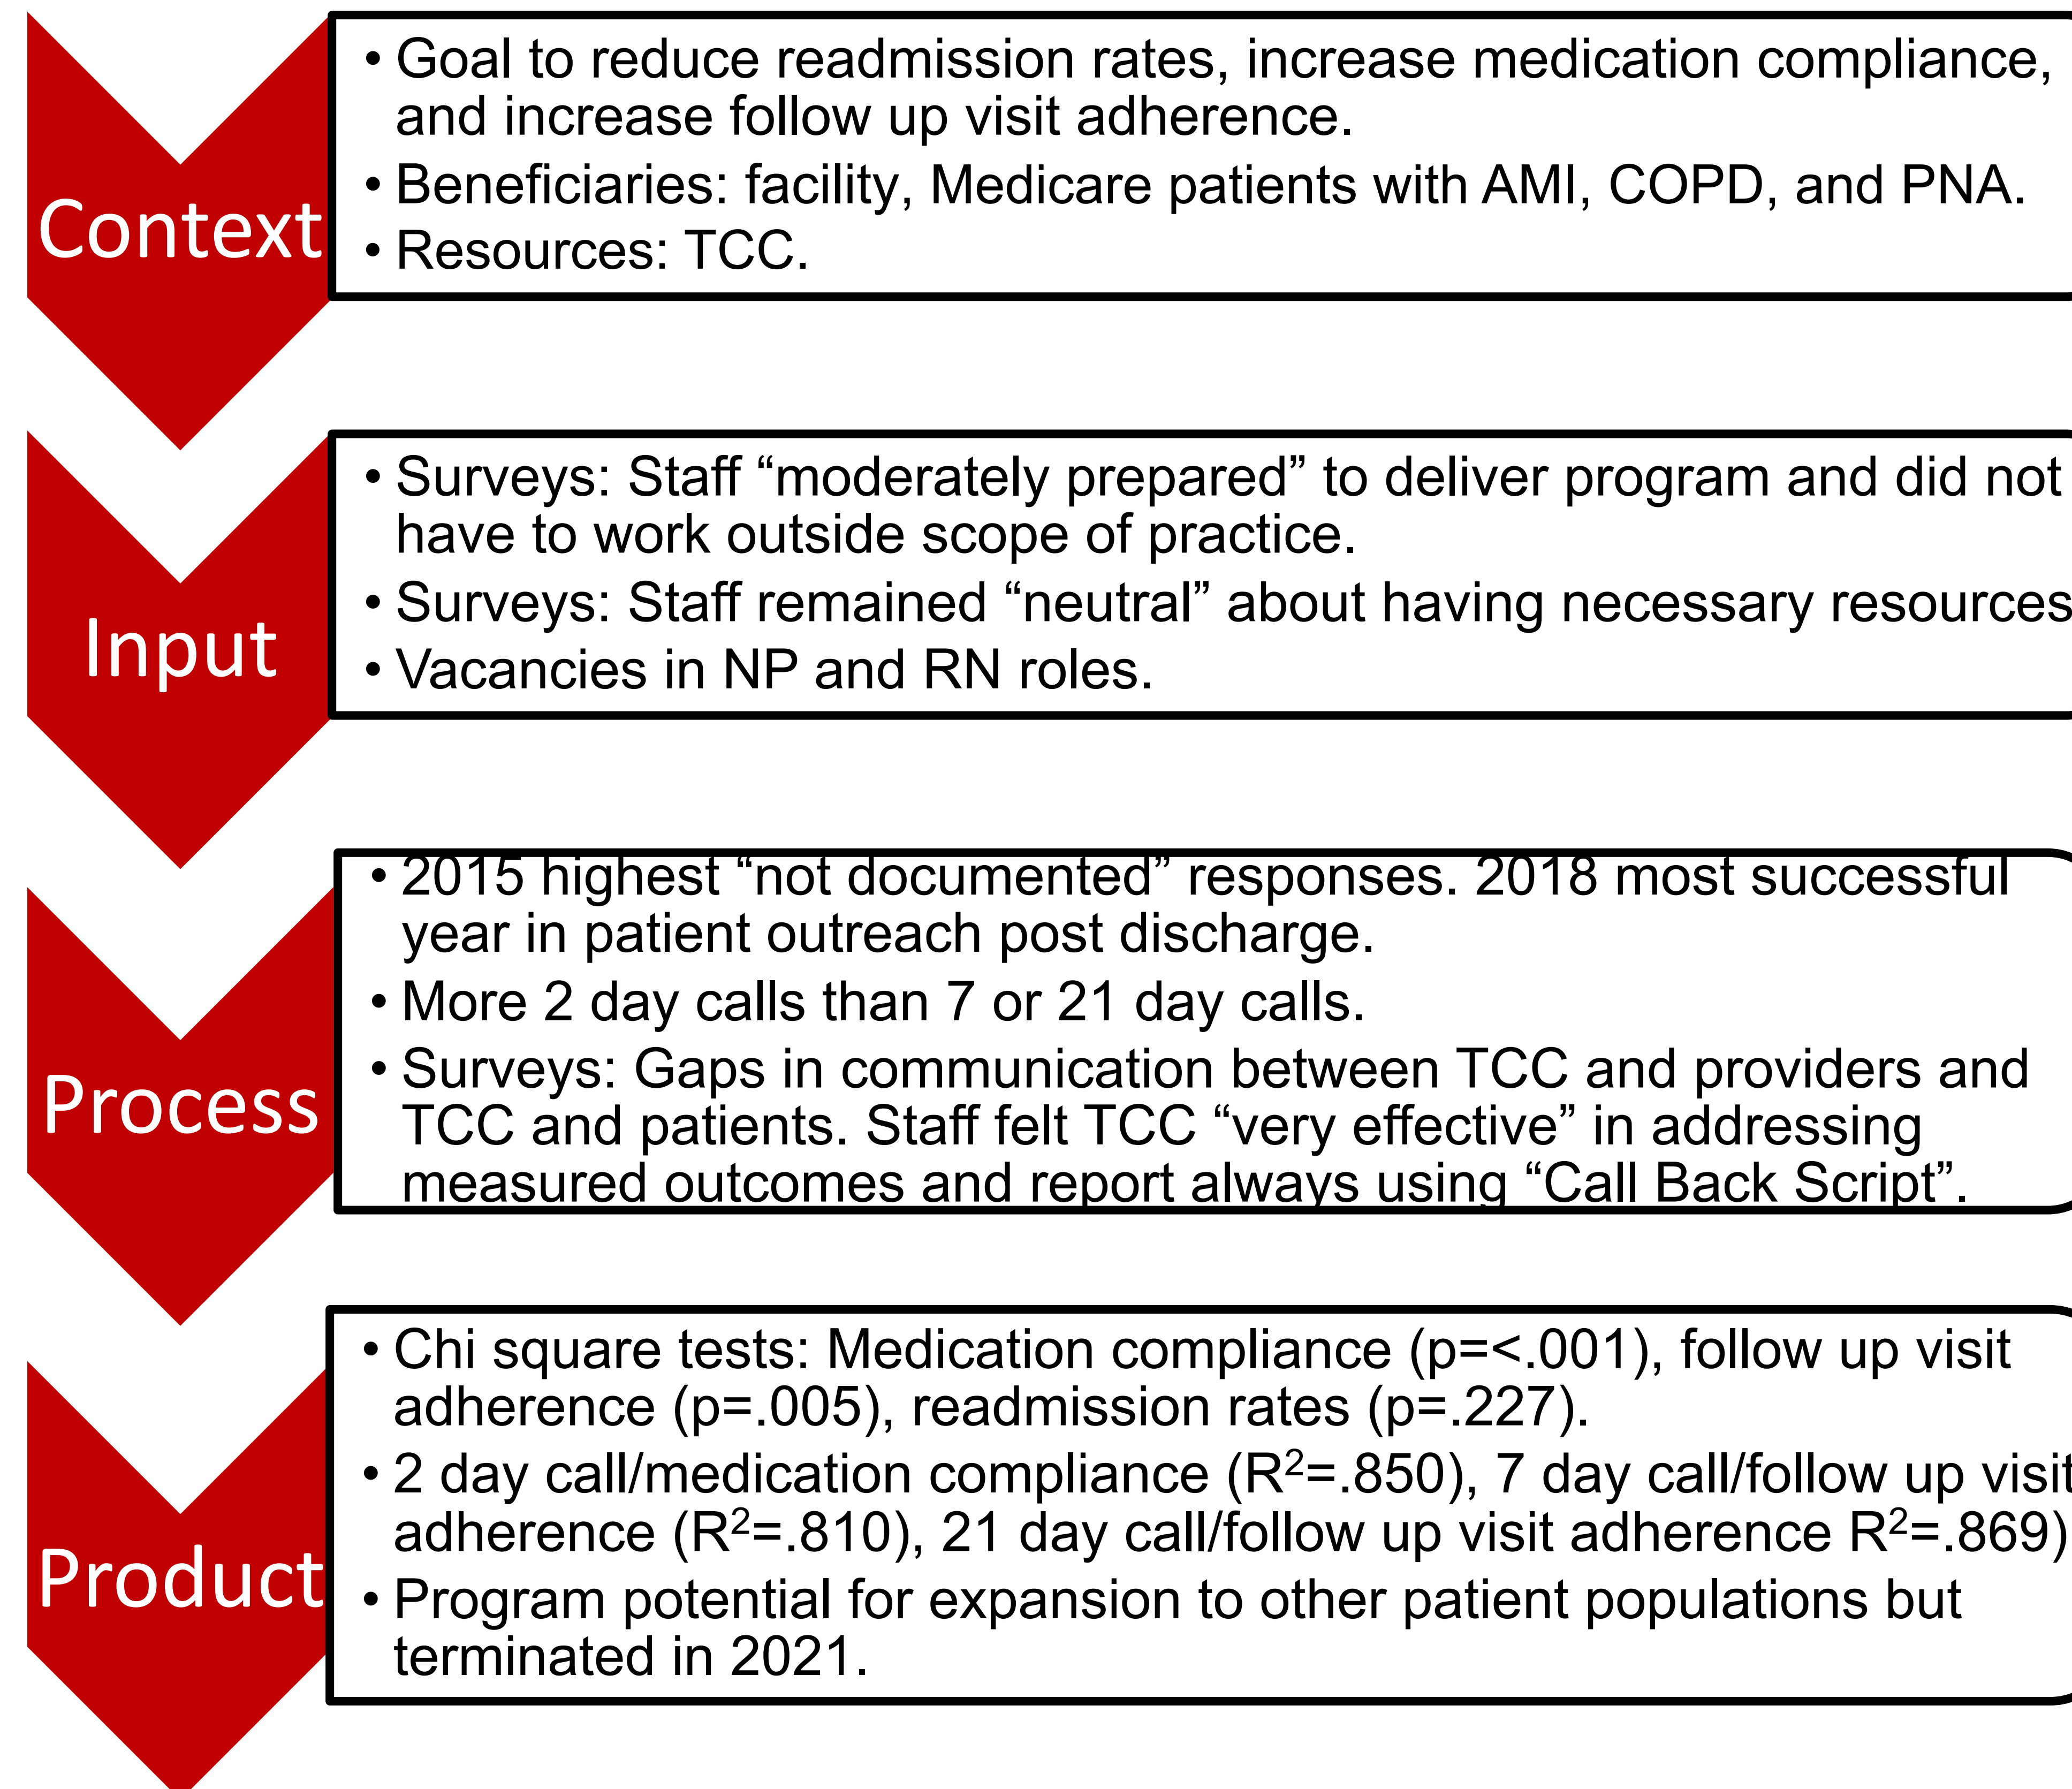 Context
• Goal to reduce readmission rates, increase medication compliance,
and increase follow up visit adherence.
• Beneficiaries: facility, Medicare patients with AMI, COPD, and PNA.
• Resources: TCC.
Input
• Surveys: Staff “moderately prepared” to deliver program and did not
have to work outside scope of practice.
• Surveys: Staff remained “neutral” about having necessary resources
• Vacancies in NP and RN roles.
Process
• 2015 highest “not documented” responses. 2018 most successful
year in patient outreach post discharge.
• More 2 day calls than 7 or 21 day calls.
• Surveys: Gaps in communication between TCC and providers and
TCC and patients. Staff felt TCC “very effective” in addressing
measured outcomes and report always using “Call Back Script”.
Product
• Chi square tests: Medication compliance (p=<.001), follow up visit
adherence (p=.005), readmission rates (p=.227).
• 2 day call/medication compliance (R²=.850), 7 day call/follow up visit
adherence (R²=.810), 21 day call/follow up visit adherence R²=.869)
• Program potential for expansion to other patient populations but
terminated in 2021.